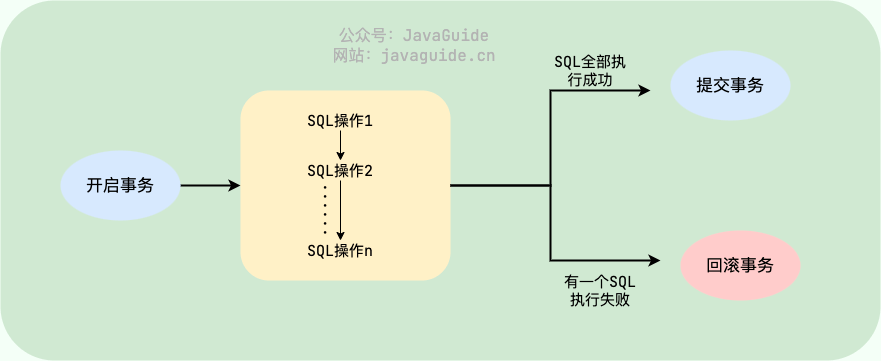 公众号：JavaGuide
网站：javaguide.cn
开启事务
SQL操作1
SQL操作2
SQL操作n
SQL全部执
行成功
提交事务
有一个SQL
执行失败
回滚事务